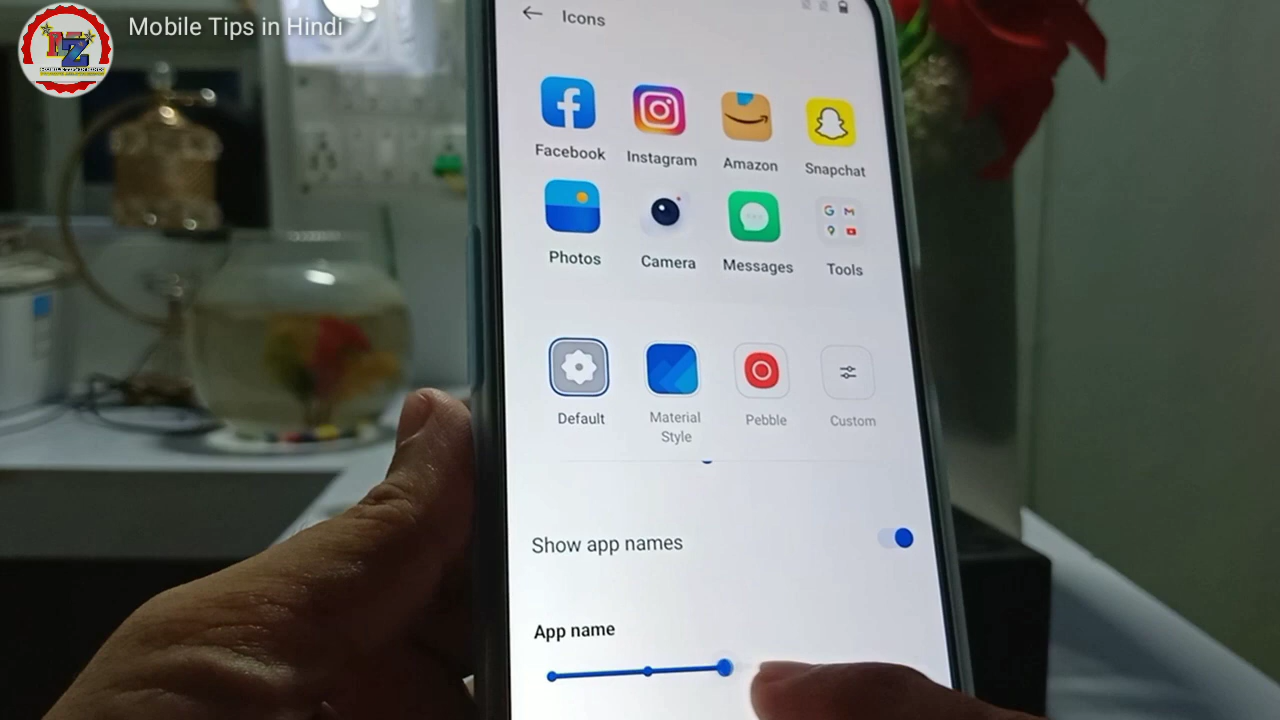 Mobile Tips in Hindi
Icons
Facebook
Instagram
Amazon
Snapchat
Photos
Camera
Messages
Tools
Default
Material
Style
Pebble
Custom
Show app names
App name